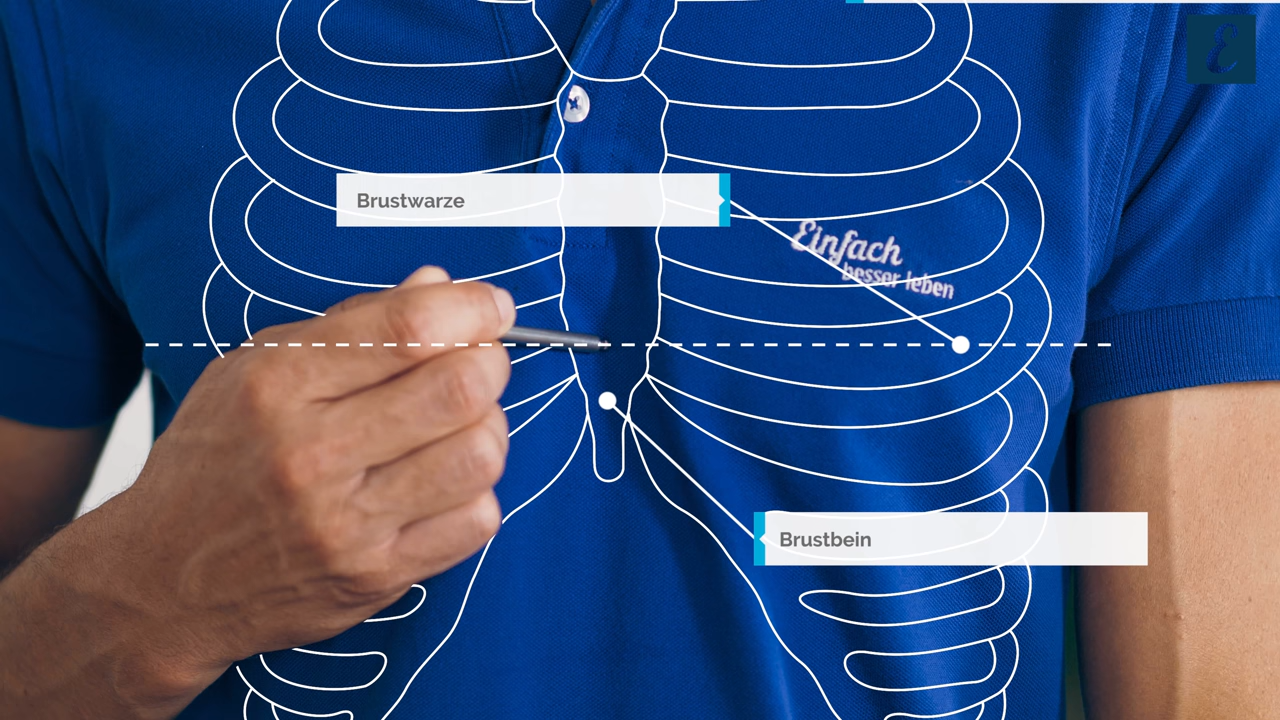 E
Brustwarze
Einfach
besser leben
Brustbein